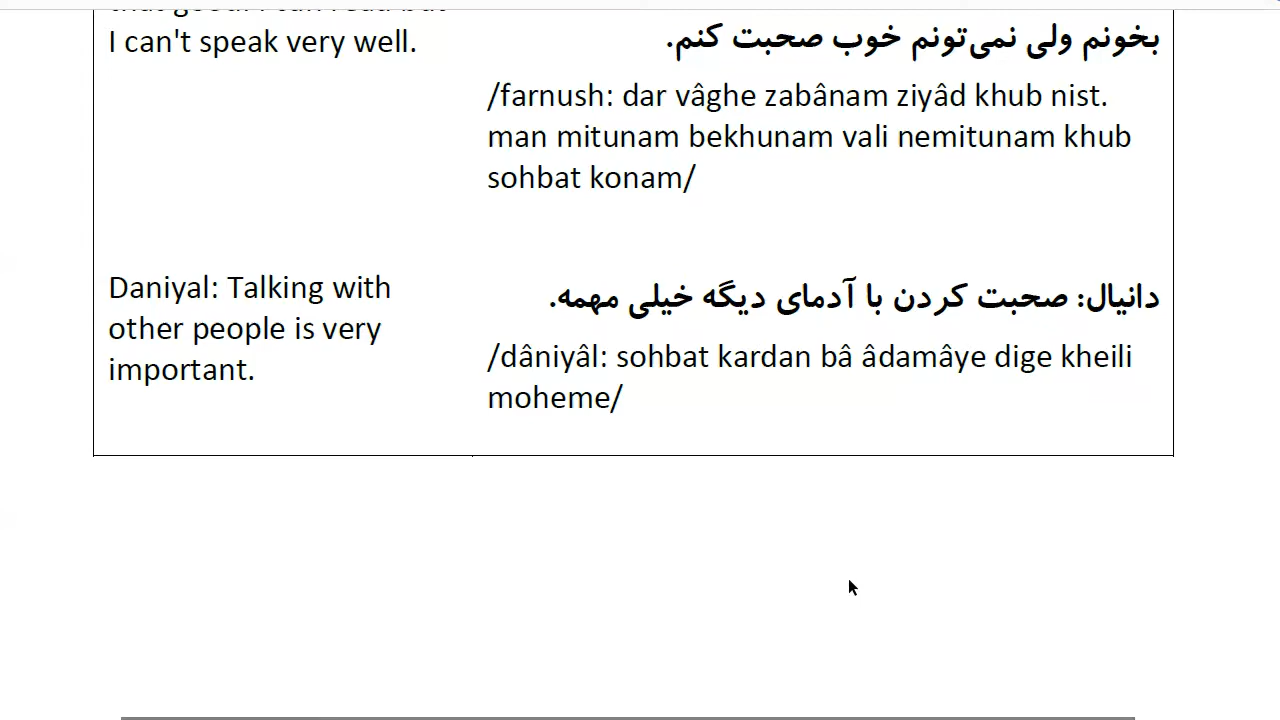 I can't speak very well.
بخونم ولی نمی‌تونم خوب صحبت کنم.
/farnush: dar vâghe zabânam ziyâd khub nist.
man mitunam bekhunam vali nemitunam khub
sohbat konam/
Daniyal: Talking with
other people is very
important.
دانیال: صحبت کردن با آدمای دیگه خیلی مهمه.
/dâniyâl: sohbat kardan bâ âdamâye dige kheili
moheme/